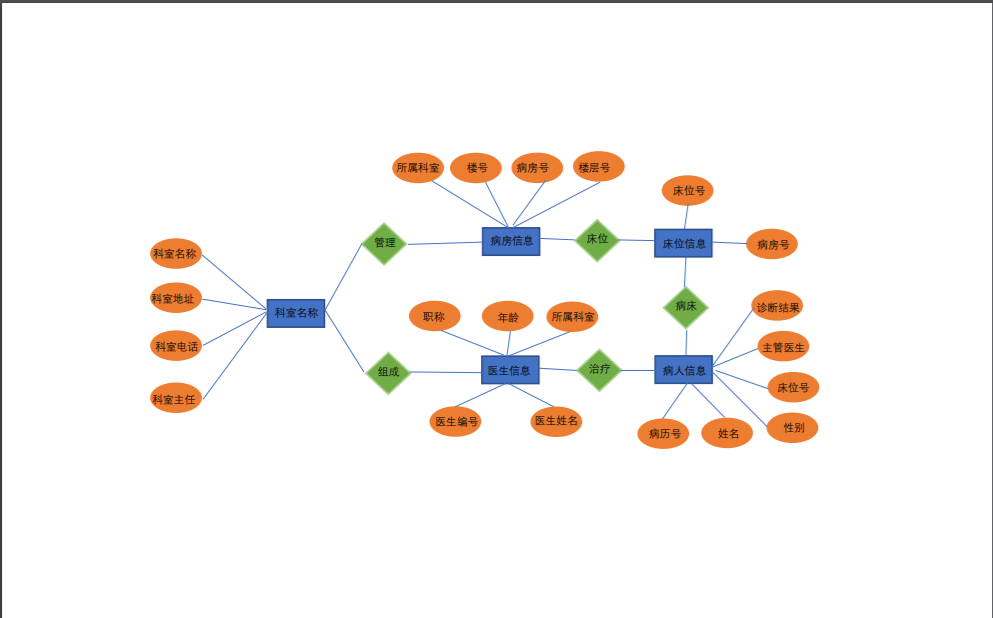 所属科室
楼号
病房号
楼层号
床位号
管理
病房信息
床位
床位信息
病房号
科室名称
科室地址
科室电话
科室主任
科室名称
病床
职称
年龄
所属科室
诊断结果
主管医生
组成
医生信息
治疗
病人信息
床位号
医生编号
医生姓名
病历号
姓名
性别